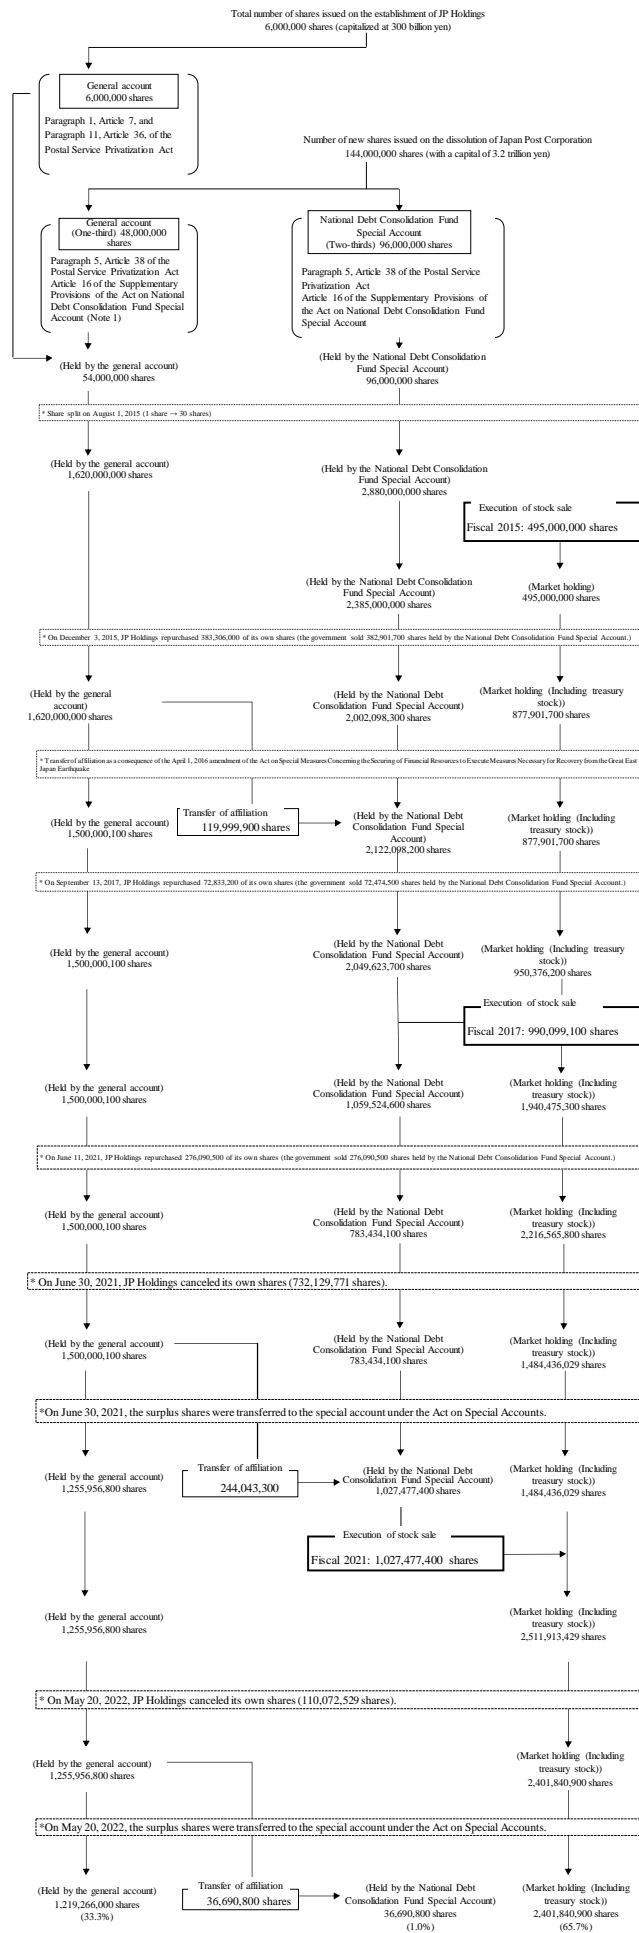 Total number of shares issued on the establishment of JP Holdings
6,000,000 shares (capitalized at 300 billion yen)
General account
6,000,000 shares
Paragraph 1, Article 7, and
Paragraph 11, Article 36, of the
Postal Service Privatization Act
Number of new shares issued on the dissolution of Japan Post Corporation
144,000,000 shares (with a capital of 3.2 trillion yen)
General account
(One-third) 48,000,000
shares
Paragraph 5, Article 38 of the
Postal Service Privatization Act
Article 16 of the Supplementary
Provisions of the Act on National
Debt Consolidation Fund Special
Account (Note 1)
National Debt Consolidation Fund
Special Account
(Two-thirds) 96,000,000 shares
Paragraph 5, Article 38 of the Postal Service
Privatization Act
Article 16 of the Supplementary Provisions of
the Act on National Debt Consolidation Fund
Special Account
(Held by the general account)
54,000,000 shares
(Held by the National Debt Consolidation
Fund Special Account)
96,000,000 shares
* Share split on August 1, 2015 (1 share → 30 shares)
(Held by the general account)
1,620,000,000 shares
(Held by the National Debt Consolidation
Fund Special Account)
2,880,000,000 shares
Execution of stock sale
Fiscal 2015: 495,000,000 shares
(Held by the National Debt Consolidation
Fund Special Account)
2,385,000,000 shares
(Market holding)
495,000,000 shares
* On December 3, 2015, JP Holdings repurchased 383,306,000 of its own shares (the government sold 382,901,700 shares held by the National Debt Consolidation Fund Special Account.)
(Held by the general
account)
1,620,000,000 shares
(Held by the National Debt
Consolidation Fund Special Account)
2,002,098,300 shares
(Market holding (Including treasury
stock))
877,901,700 shares
* Transfer of affiliation as a consequence of the April 1, 2016 amendment of the Act on Special Measures Concerning the Securing of Financial Resources to Execute Measures Necessary for Recovery from the Great East
Japan Earthquake
(Held by the general account)
1,500,000,100 shares
Transfer of affiliation
119,999,900 shares
(Held by the National Debt
Consolidation Fund Special
Account)
2,122,098,200 shares
(Market holding (Including
treasury stock))
877,901,700 shares
* On September 13, 2017, JP Holdings repurchased 72,833,200 of its own shares (the government sold 72,474,500 shares held by the National Debt Consolidation Fund Special Account.)
(Held by the general account)
1,500,000,100 shares
(Held by the National Debt
Consolidation Fund Special Account)
2,049,623,700 shares
(Market holding (Including treasury
stock))
950,376,200 shares
Execution of stock sale
Fiscal 2017: 990,099,100 shares
(Held by the general account)
1,500,000,100 shares
(Held by the National Debt
Consolidation Fund Special Account)
1,059,524,600 shares
(Market holding (Including
treasury stock))
1,940,475,300 shares
* On June 11, 2021, JP Holdings repurchased 276,090,500 of its own shares (the government sold 276,090,500 shares held by the National Debt Consolidation Fund Special Account.)
(Held by the general account)
1,500,000,100 shares
(Held by the National Debt
Consolidation Fund Special Account)
783,434,100 shares
(Market holding (Including
treasury stock))
2,216,565,800 shares
* On June 30, 2021, JP Holdings canceled its own shares (732,129,771 shares).
(Held by the general account)
1,500,000,100 shares
(Held by the National Debt
Consolidation Fund Special Account)
783,434,100 shares
(Market holding (Including
treasury stock))
1,484,436,029 shares
*On June 30, 2021, the surplus shares were transferred to the special account under the Act on Special Accounts.
(Held by the general account)
1,255,956,800 shares
Transfer of affiliation
244,043,300
(Held by the National Debt
Consolidation Fund Special Account)
1,027,477,400 shares
(Market holding (Including
treasury stock))
1,484,436,029 shares
Execution of stock sale
Fiscal 2021: 1,027,477,400 shares
(Held by the general account)
1,255,956,800 shares
(Market holding (Including
treasury stock))
2,511,913,429 shares
* On May 20, 2022, JP Holdings canceled its own shares (110,072,529 shares).
(Held by the general account)
1,255,956,800 shares
(Market holding (Including
treasury stock))
2,401,840,900 shares
*On May 20, 2022, the surplus shares were transferred to the special account under the Act on Special Accounts.
(Held by the general account)
1,219,266,000 shares
(33.3%)
Transfer of affiliation
36,690,800 shares
(Held by the National Debt
Consolidation Fund Special Account)
36,690,800 shares
(1.0%)
(Market holding (Including
treasury stock))
2,401,840,900 shares
(65.7%)